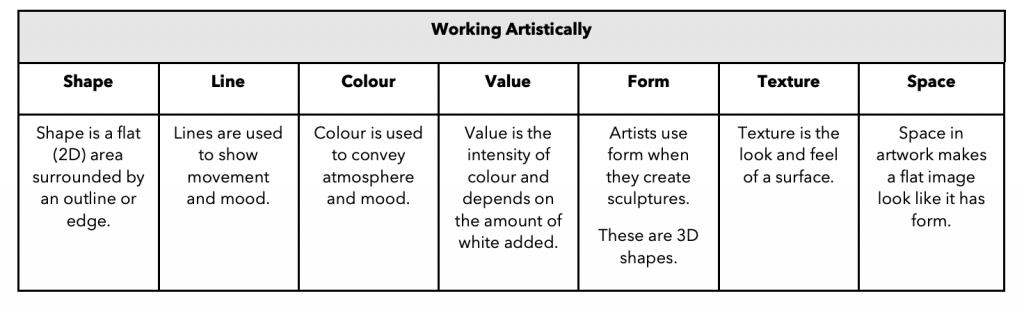 Working Artistically
Shape
Line
Colour
Value
Form
Texture
Space
Shape is a flat
(2D) area
surrounded by
an outline or
edge.
Lines are used
to show
movement
and mood.
Colour is used
to convey
atmosphere
and mood.
Value is the
intensity of
colour and
depends on
the amount of
white added.
Artists use
form when
they create
sculptures.
These are 3D
shapes.
Texture is the
look and feel
of a surface.
Space in
artwork makes
a flat image
look like it has
form.